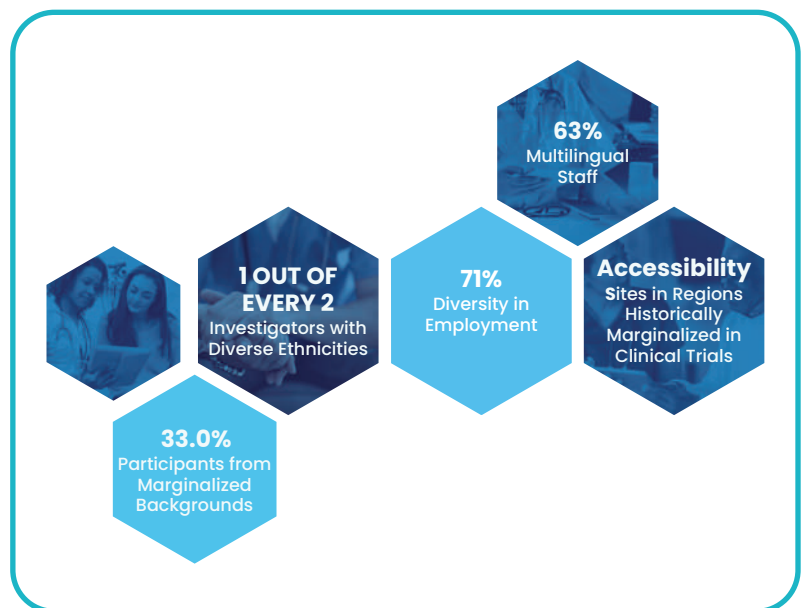 63%
Multilingual
Staff
1 OUT OF
EVERY 2
Investigators with
Diverse Ethnicities
71%
Diversity in
Employment
Accessibility
Sites in Regions
Historically
Marginalized in
Clinical Trials
33.0%
Participants from
Marginalized
Backgrounds